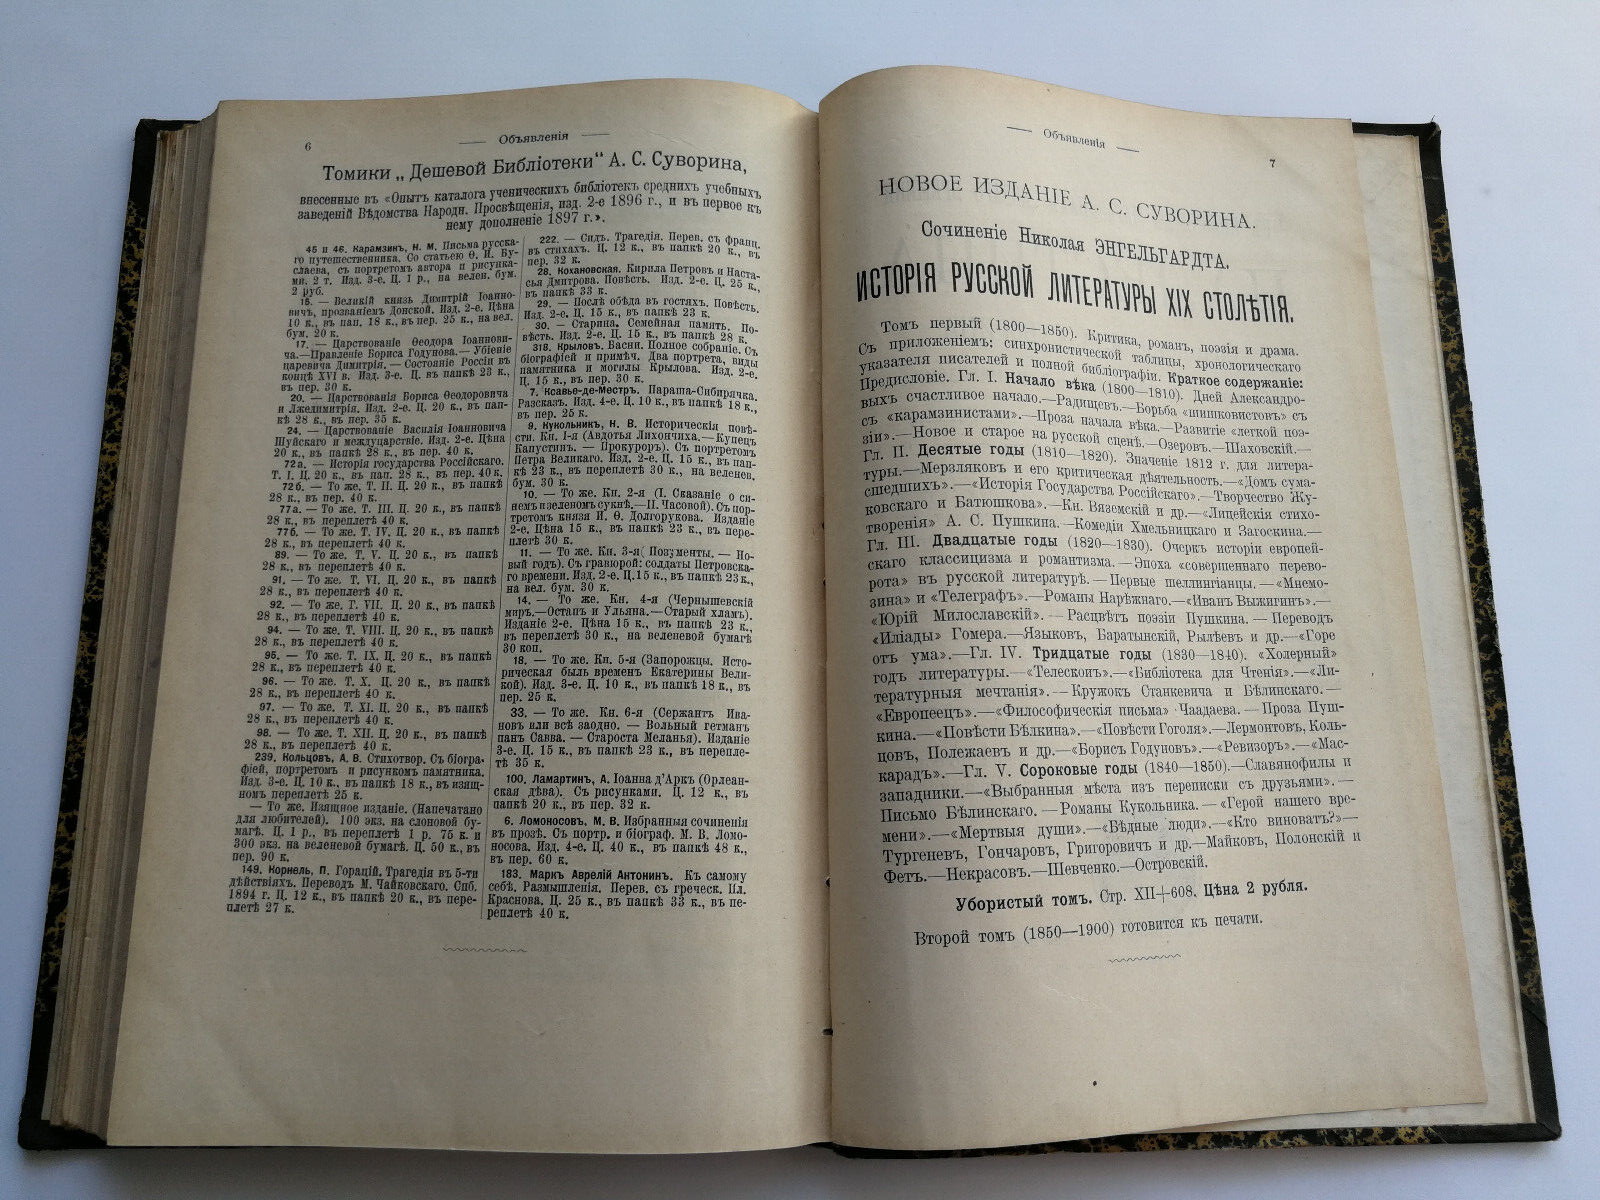 6
Объявленія
Томики „Дешевой Библіотеки“ А. С. Суворина,
внесенные въ «Опытъ каталога ученическихъ библіотекъ среднихъ учебныхъ
заведеній Вѣдомства Народн. Просвѣщенія, изд. 2-е 1896 г., и въ первое къ
нему дополненіе 1897 г.».
45 и 46. Карамзинъ, Н. М. Письма русска-
го путешественника. Со статьею Ѳ. И. Бу-
слаева, съ портретомъ автора и рисунка-
ми. 2 т. Изд. 3-е. Ц. 1 р., на велен. бум.
2 руб.
15. — Великій князь Димитрій Іоанно-
вичъ, прозваніемъ Донской. Изд. 2-е. Цѣна
10 к., въ пап. 18 к., въ пер. 25 к., на вел.
бум. 20 к.
17. — Царствованіе Ѳеодора Іоаннови-
ча.—Правленіе Бориса Годунова.—Убіеніе
царевича Димитрія.—Состояніе Россіи въ
концѣ XVI в. Изд. 3-е. Ц. въ папкѣ 23 к.,
въ пер. 30 к.
20. — Царствованія Бориса Ѳеодоровича
и Лжедимитрія. Изд. 2-е. Ц. 20 к., въ пап-
кѣ 28 к., въ пер. 35 к.
24. — Царствованіе Василія Іоанновича
Шуйскаго и междуцарствіе. Изд. 2-е. Цѣна
20 к., въ папкѣ 28 к., въ пер. 40 к.
72а. — Исторія государства Россійскаго.
Т. I. Ц. 20 к., въ пап. 28 к., въ пер. 40 к.
72б. — То же. Т. II. Ц. 20 к., въ папкѣ
28 к., въ пер. 40 к.
77а. — То же. Т. III. Ц. 20 к., въ папкѣ
28 к., въ переплетѣ 40 к.
77б. — То же. Т. IV. Ц. 20 к., въ папкѣ
28 к., въ переплетѣ 40 к.
89. — То же. Т. V. Ц. 20 к., въ папкѣ
28 к., въ переплетѣ 40 к.
91. — То же. Т. VI. Ц. 20 к., въ папкѣ
28 к., въ переплетѣ 40 к.
92. — То же. Т. VII. Ц. 20 к., въ папкѣ
28 к., въ переплетѣ 40 к.
94. — То же. Т. VIII. Ц. 20 к., въ папкѣ
28 к., въ переплетѣ 40 к.
95. — То же. Т. IX. Ц. 20 к., въ папкѣ
28 к., въ переплетѣ 40 к.
96. — То же. Т. X. Ц. 20 к., въ папкѣ
28 к., въ переплетѣ 40 к.
97. — То же. Т. XI. Ц. 20 к., въ папкѣ
28 к., въ переплетѣ 40 к.
98. — То же. Т. XII. Ц. 20 к., въ папкѣ
28 к., въ переплетѣ 40 к.
239. Кольцовъ, А. В. Стихотвор. Съ біогра-
фіей, портретомъ и рисункомъ памятника.
Изд. 3-е. Ц. 10 к., въ папкѣ 18 к., въ изящ-
номъ переплетѣ 25 к.
— То же. Изящное изданіе. (Напечатано
для любителей). 100 экз. на слоновой бу-
магѣ. Ц. 1 р., въ переплетѣ 1 р. 75 к. и
300 экз. на веленевой бумагѣ. Ц. 50 к., въ
пер. 90 к.
149. Корнель, П. Горацій. Трагедія въ 5-ти
дѣйствіяхъ. Переводъ М. Чайковскаго. Спб.
1894 г. Ц. 12 к., въ папкѣ 20 к., въ пере-
плетѣ 27 к.
222. — Сидъ. Трагедія. Перев. съ франц.
въ стихахъ. Ц. 12 к., въ папкѣ 20 к., въ
пер. 32 к.
28. Кохановская. Кирила Петровъ и Наста-
сья Дмитрова. Повѣсть. Изд. 2-е. Ц. 25 к.,
въ папкѣ 33 к.
29. — Послѣ обѣда въ гостяхъ. Повѣсть.
Изд. 2-е. Ц. 15 к., въ папкѣ 23 к.
30. — Старина. Семейная память. По-
вѣсть. Изд. 2-е. Ц. 15 к., въ папкѣ 28 к.
318. Крыловъ. Басни. Полное собраніе. Съ
біографіей и примѣч. Два портрета, виды
памятника и могилы Крылова. Изд. 2-е.
Ц. 15 к., въ пер. 30 к.
7. Ксавье-де-Местръ. Параша-Сибирячка.
Разсказъ. Изд. 4-е. Ц. 10 к., въ папкѣ 18 к.,
въ пер. 25 к.
9. Кукольникъ, Н. В. Историческія повѣ-
сти. Кн. 1-я (Авдотья Лихончиха.—Купецъ
Капустинъ. — Прокуроръ). Съ портретомъ
Петра Великаго. Изд. 2-е. Ц. 15 к., въ пап-
кѣ 23 к., въ переплетѣ 30 к., на веленев.
бум. 30 к.
10. — То же. Кн. 2-я (I. Сказаніе о си-
немъ и зеленомъ сукнѣ.—II. Часовой). Съ пор-
третомъ князя И. Ѳ. Долгорукова. Изданіе
2-е. Цѣна 15 к., въ папкѣ 23 к., въ пере-
плетѣ 30 к.
11. — То же. Кн. 3-я (Позументы. — Но-
вый годъ). Съ гравюрой: солдаты Петровска-
го времени. Изд. 2-е. Ц. 15 к., въ папкѣ 23 к.,
на вел. бум. 30 к.
14. — То же. Кн. 4-я (Чернышевскій
миръ.—Остапъ и Ульяна.—Старый хламъ).
Изданіе 2-е. Цѣна 15 к., въ папкѣ 23 к.,
въ переплетѣ 30 к., на веленевой бумагѣ
30 коп.
18. — То же. Кн. 5-я (Запорожцы. Исто-
рическая быль временъ Екатерины Вели-
кой). Изд. 3-е. Ц. 10 к., въ папкѣ 18 к., въ
пер. 25 к.
33. — То же. Кн. 6-я (Сержантъ Ива-
новъ или всѣ заодно. — Вольный гетманъ
панъ Савва. — Староста Меланья). Изданіе
3-е. Ц. 15 к., въ папкѣ 23 к., въ перепле-
тѣ 35 к.
100. Ламартинъ, А. Іоанна д'Аркъ (Орлеан-
ская дѣва). Съ рисунками. Ц. 12 к., въ
папкѣ 20 к., въ пер. 32 к.
6. Ломоносовъ, М. В. Избранныя сочиненія
въ прозѣ. Съ портр. и біограф. М. В. Ломо-
носова. Изд. 4-е. Ц. 40 к., въ папкѣ 48 к.,
въ пер. 60 к.
183. Маркъ Аврелій Антонинъ. Къ самому
себѣ. Размышленія. Перев. съ греческ. Пл.
Краснова. Ц. 25 к., въ папкѣ 33 к., въ пе-
реплетѣ 40 к.
Объявленія
7
НОВОЕ ИЗДАНІЕ А. С. СУВОРИНА.
Сочиненіе Николая ЭНГЕЛЬГАРДТА.
ИСТОРІЯ РУССКОЙ ЛИТЕРАТУРЫ XIX СТОЛѢТІЯ.
Томъ первый (1800—1850). Критика, романъ, поэзія и драма.
Съ приложеніемъ: синхронистической таблицы, хронологическаго
указателя писателей и полной библіографіи. Краткое содержаніе:
Предисловіе. Гл. I. Начало вѣка (1800—1810). Дней Александро-
выхъ счастливое начало.—Радищевъ.—Борьба «шишковистовъ» съ
съ «карамзинистами».—Проза начала вѣка.—Развитіе «легкой поэ-
зіи».—Новое и старое на русской сценѣ.—Озеровъ.—Шаховскій.—
Гл. II. Десятые годы (1810—1820). Значеніе 1812 г. для литера-
туры.—Мерзляковъ и его критическая дѣятельность.—«Домъ сума-
сшедшихъ».—«Исторія Государства Россійскаго».—Творчество Жу-
ковскаго и Батюшкова».—Кн. Вяземскій и др.—«Лицейскія стихо-
творенія» А. С. Пушкина.—Комедіи Хмельницкаго и Загоскина.—
Гл. III. Двадцатые годы (1820—1830). Очеркъ исторіи европей-
скаго классицизма и романтизма.—Эпоха «совершеннаго перево-
рота» въ русской литературѣ. — Первые шеллингіанцы. — «Мнемо-
зина» и «Телеграфъ».—Романы Нарѣжнаго.—«Иванъ Выжигинъ».—
«Юрій Милославскій». — Расцвѣтъ поэзіи Пушкина. — Переводъ
«Иліады» Гомера.—Языковъ, Баратынскій, Рылѣевъ и др.—«Горе
отъ ума».—Гл. IV. Тридцатые годы (1830—1840). «Холерный»
годъ литературы.—«Телескопъ».—«Библіотека для Чтенія».—«Ли-
тературныя мечтанія». — Кружокъ Станкевича и Бѣлинскаго. —
«Европеецъ».—«Философическія письма» Чаадаева. — Проза Пуш-
кина.—«Повѣсти Бѣлкина».—«Повѣсти Гоголя».—Лермонтовъ, Коль-
цовъ, Полежаевъ и др.—«Борисъ Годуновъ».—«Ревизоръ».—«Мас-
карадъ».—Гл. V. Сороковые годы (1840—1850).—Славянофилы и
западники.—«Выбранныя мѣста изъ переписки съ друзьями». —
Письмо Бѣлинскаго. — Романы Кукольника. — «Герой нашего вре-
мени».—«Мертвыя души».—«Бѣдные люди».—«Кто виноватъ?»—
Тургеневъ, Гончаровъ, Григоровичъ и др.—Майковъ, Полонскій и
Фетъ.—Некрасовъ.—Шевченко.—Островскій.
Убористый томъ. Стр. XII+608. Цѣна 2 рубля.
Второй томъ (1850—1900) готовится къ печати.